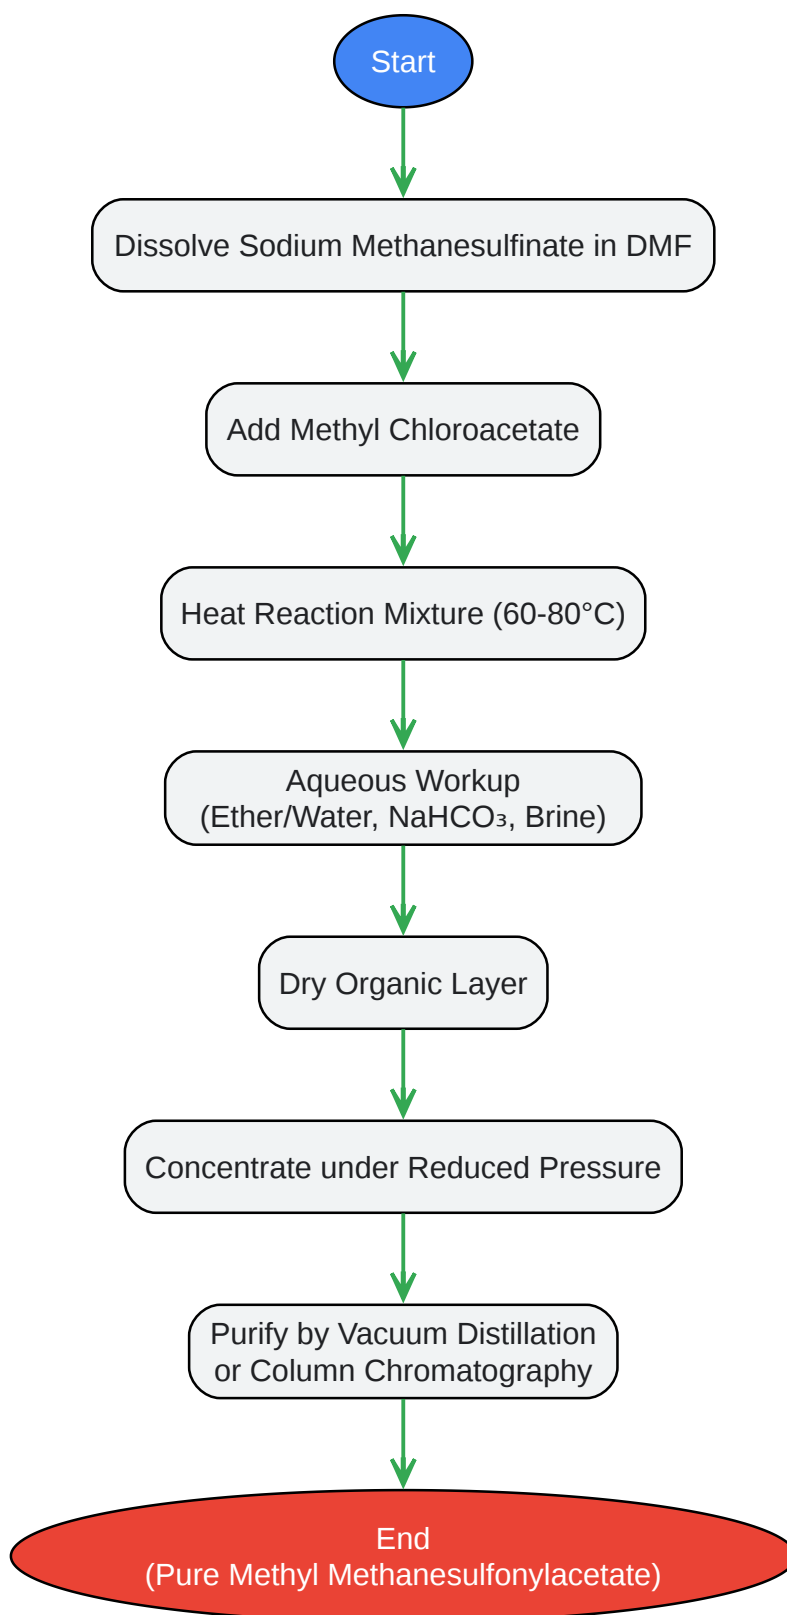 Start
Dissolve Sodium Methanesulfinate in DMF
Add Methyl Chloroacetate
Heat Reaction Mixture (60-80°C)
Aqueous Workup
(Ether/Water, NaHCO₃, Brine)
Dry Organic Layer
Concentrate under Reduced Pressure
Purify by Vacuum Distillation
or Column Chromatography
End
(Pure Methyl Methanesulfonylacetate)